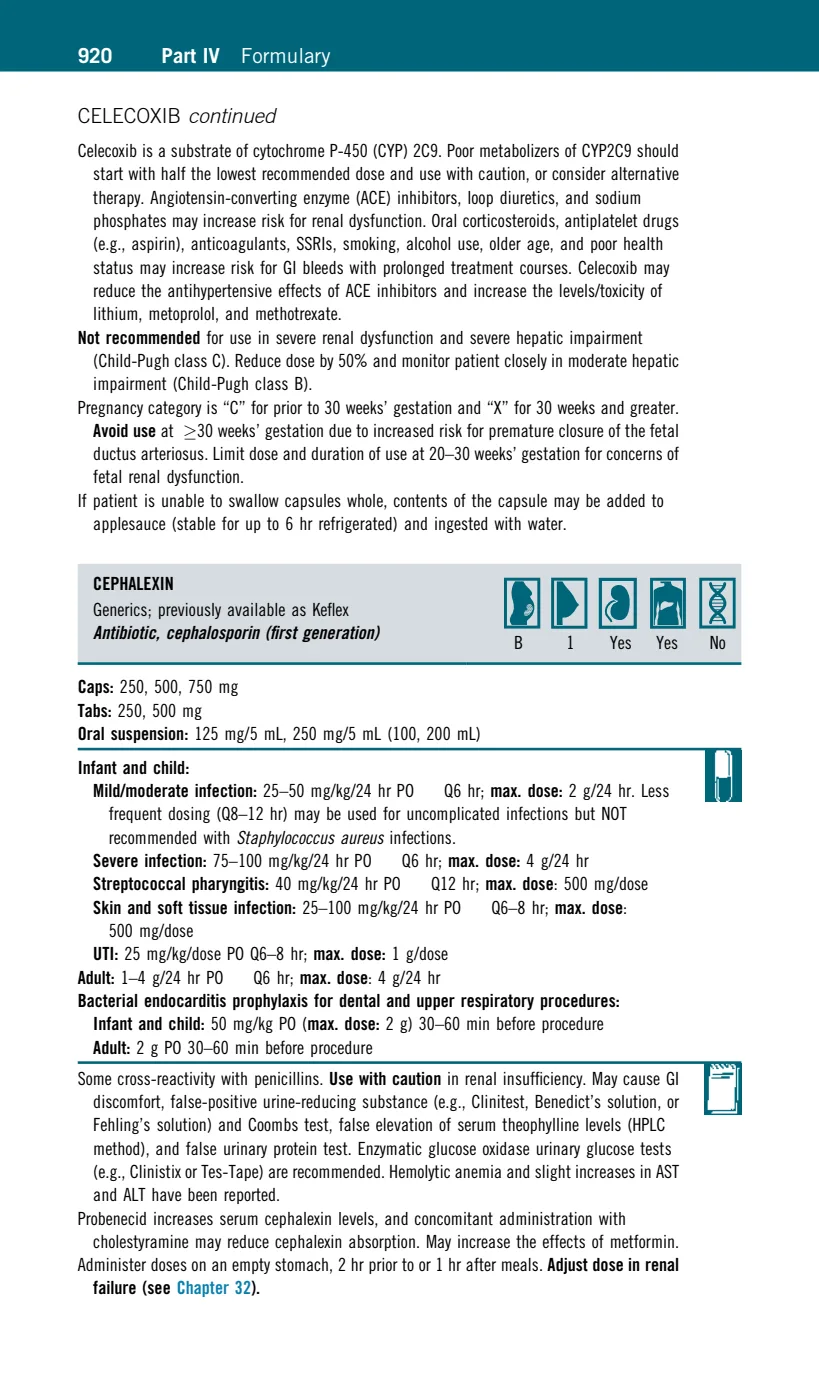 920 Part IV Formulary
CELECOXIB continued
Celecoxib is a substrate of cytochrome P-450 (CYP) 2C9. Poor metabolizers of CYP2C9 should
start with half the lowest recommended dose and use with caution, or consider alternative
therapy. Angiotensin-converting enzyme (ACE) inhibitors, loop diuretics, and sodium
phosphates may increase risk for renal dysfunction. Oral corticosteroids, antiplatelet drugs
(e.g., aspirin), anticoagulants, SSRIs, smoking, alcohol use, older age, and poor health
status may increase risk for GI bleeds with prolonged treatment courses. Celecoxib may
reduce the antihypertensive effects of ACE inhibitors and increase the levels/toxicity of
lithium, metoprolol, and methotrexate.
Not recommended for use in severe renal dysfunction and severe hepatic impairment
(Child-Pugh class C). Reduce dose by 50% and monitor patient closely in moderate hepatic
impairment (Child-Pugh class B).
Pregnancy category is “C” for prior to 30 weeks’ gestation and “X” for 30 weeks and greater.
Avoid use at ≥30 weeks’ gestation due to increased risk for premature closure of the fetal
ductus arteriosus. Limit dose and duration of use at 20–30 weeks’ gestation for concerns of
fetal renal dysfunction.
If patient is unable to swallow capsules whole, contents of the capsule may be added to
applesauce (stable for up to 6 hr refrigerated) and ingested with water.
CEPHALEXIN
Generics; previously available as Keflex
Antibiotic, cephalosporin (first generation)
B 1 Yes Yes No
Caps: 250, 500, 750 mg
Tabs: 250, 500 mg
Oral suspension: 125 mg/5 mL, 250 mg/5 mL (100, 200 mL)
Infant and child:
Mild/moderate infection: 25–50 mg/kg/24 hr PO Q6 hr; max. dose: 2 g/24 hr. Less
frequent dosing (Q8–12 hr) may be used for uncomplicated infections but NOT
recommended with Staphylococcus aureus infections.
Severe infection: 75–100 mg/kg/24 hr PO Q6 hr; max. dose: 4 g/24 hr
Streptococcal pharyngitis: 40 mg/kg/24 hr PO Q12 hr; max. dose: 500 mg/dose
Skin and soft tissue infection: 25–100 mg/kg/24 hr PO Q6–8 hr; max. dose:
500 mg/dose
UTI: 25 mg/kg/dose PO Q6–8 hr; max. dose: 1 g/dose
Adult: 1–4 g/24 hr PO Q6 hr; max. dose: 4 g/24 hr
Bacterial endocarditis prophylaxis for dental and upper respiratory procedures:
Infant and child: 50 mg/kg PO (max. dose: 2 g) 30–60 min before procedure
Adult: 2 g PO 30–60 min before procedure
Some cross-reactivity with penicillins. Use with caution in renal insufficiency. May cause GI
discomfort, false-positive urine-reducing substance (e.g., Clinitest, Benedict’s solution, or
Fehling’s solution) and Coombs test, false elevation of serum theophylline levels (HPLC
method), and false urinary protein test. Enzymatic glucose oxidase urinary glucose tests
(e.g., Clinistix or Tes-Tape) are recommended. Hemolytic anemia and slight increases in AST
and ALT have been reported.
Probenecid increases serum cephalexin levels, and concomitant administration with
cholestyramine may reduce cephalexin absorption. May increase the effects of metformin.
Administer doses on an empty stomach, 2 hr prior to or 1 hr after meals. Adjust dose in renal
failure (see Chapter 32).